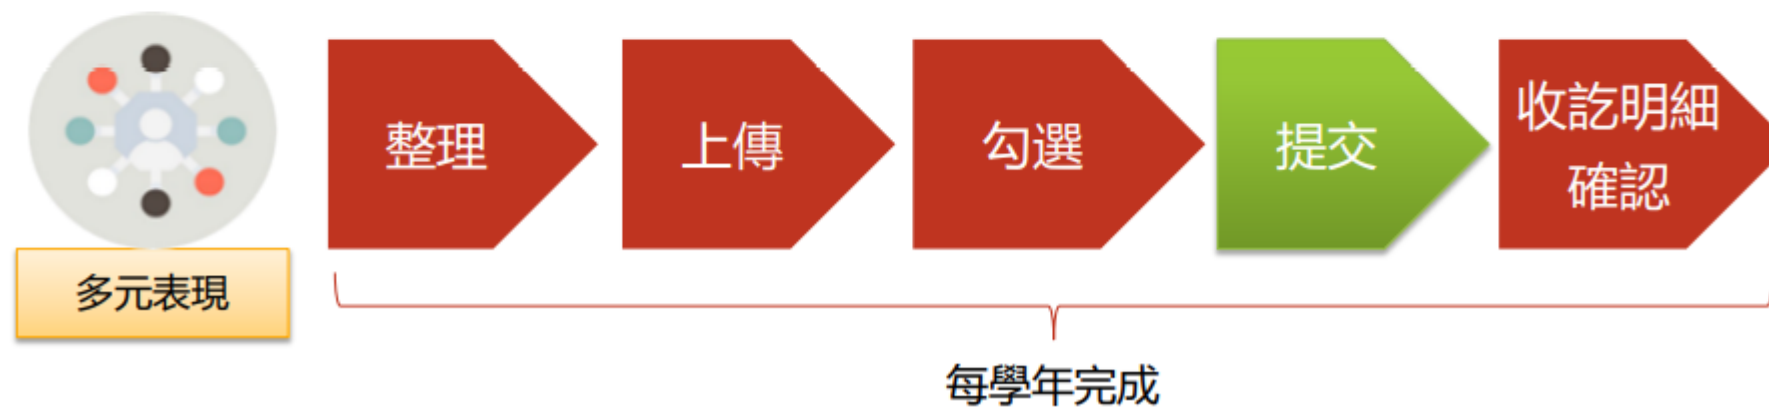 多元表現
整理
上傳
勾選
提交
收訖明細
確認
每學年完成